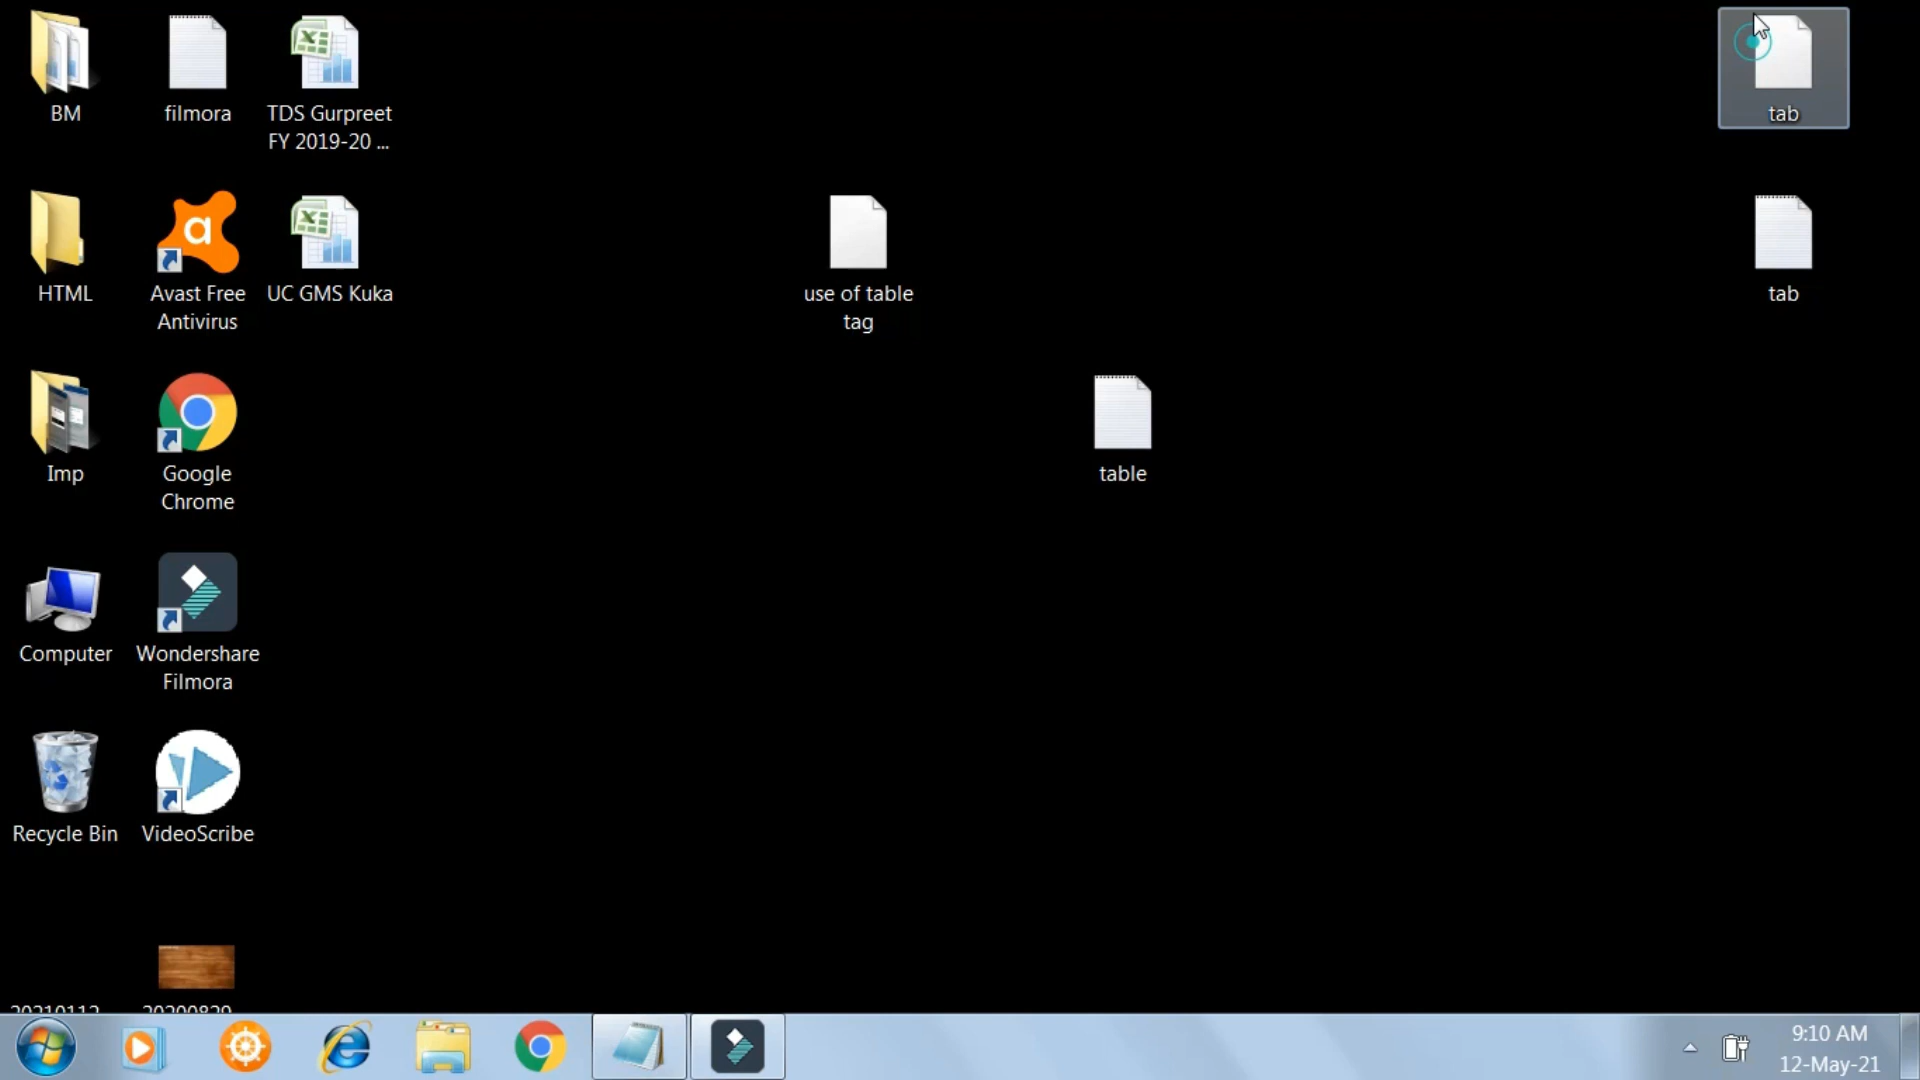 BM
filmora
TDS Gurpreet
FY 2019-20 ...
tab
HTML
Avast Free
Antivirus
UC GMS Kuka
use of table
tag
tab
Imp
Google
Chrome
table
Computer
Wondershare
Filmora
Recycle Bin
VideoScribe
9:10 AM
12-May-21